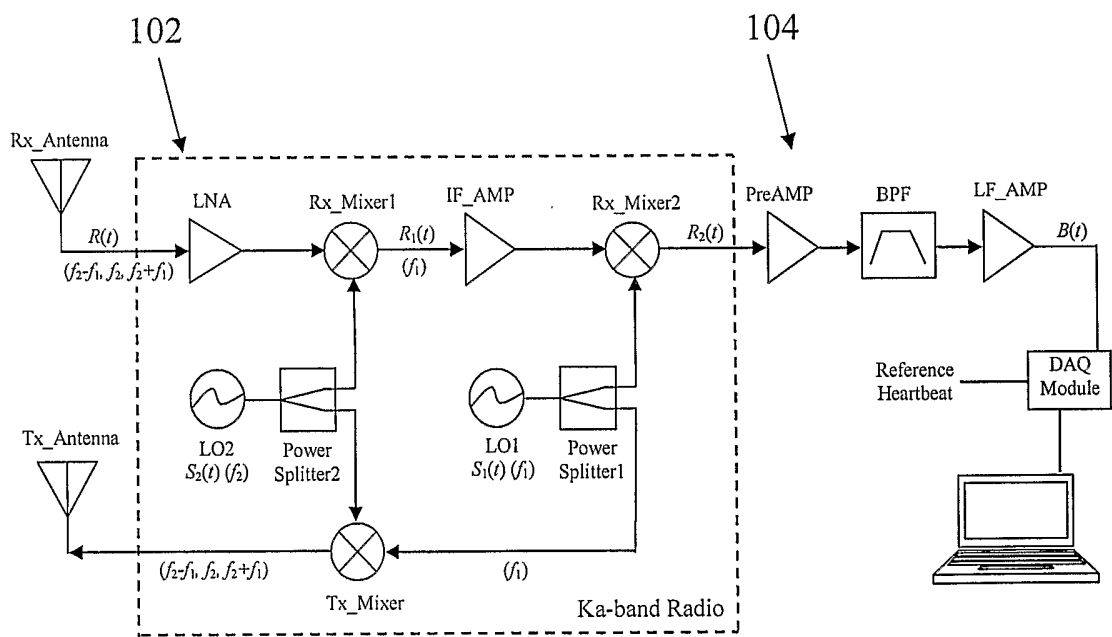 102
104
Rx_Antenna
LNA
Rx_Mixer1
IF_AMP
Rx_Mixer2
PreAMP
BPF
LF_AMP
R(t)
(f₂-f₁, f₂, f₂+f₁)
R₁(t)
(f₁)
R₂(t)
B(t)
Reference
Heartbeat
DAQ
Module
LO2
S₂(t) (f₂)
Power
Splitter2
LO1
S₁(t) (f₁)
Power
Splitter1
Tx_Antenna
(f₂-f₁, f₂, f₂+f₁)
Tx_Mixer
(f₁)
Ka-band Radio